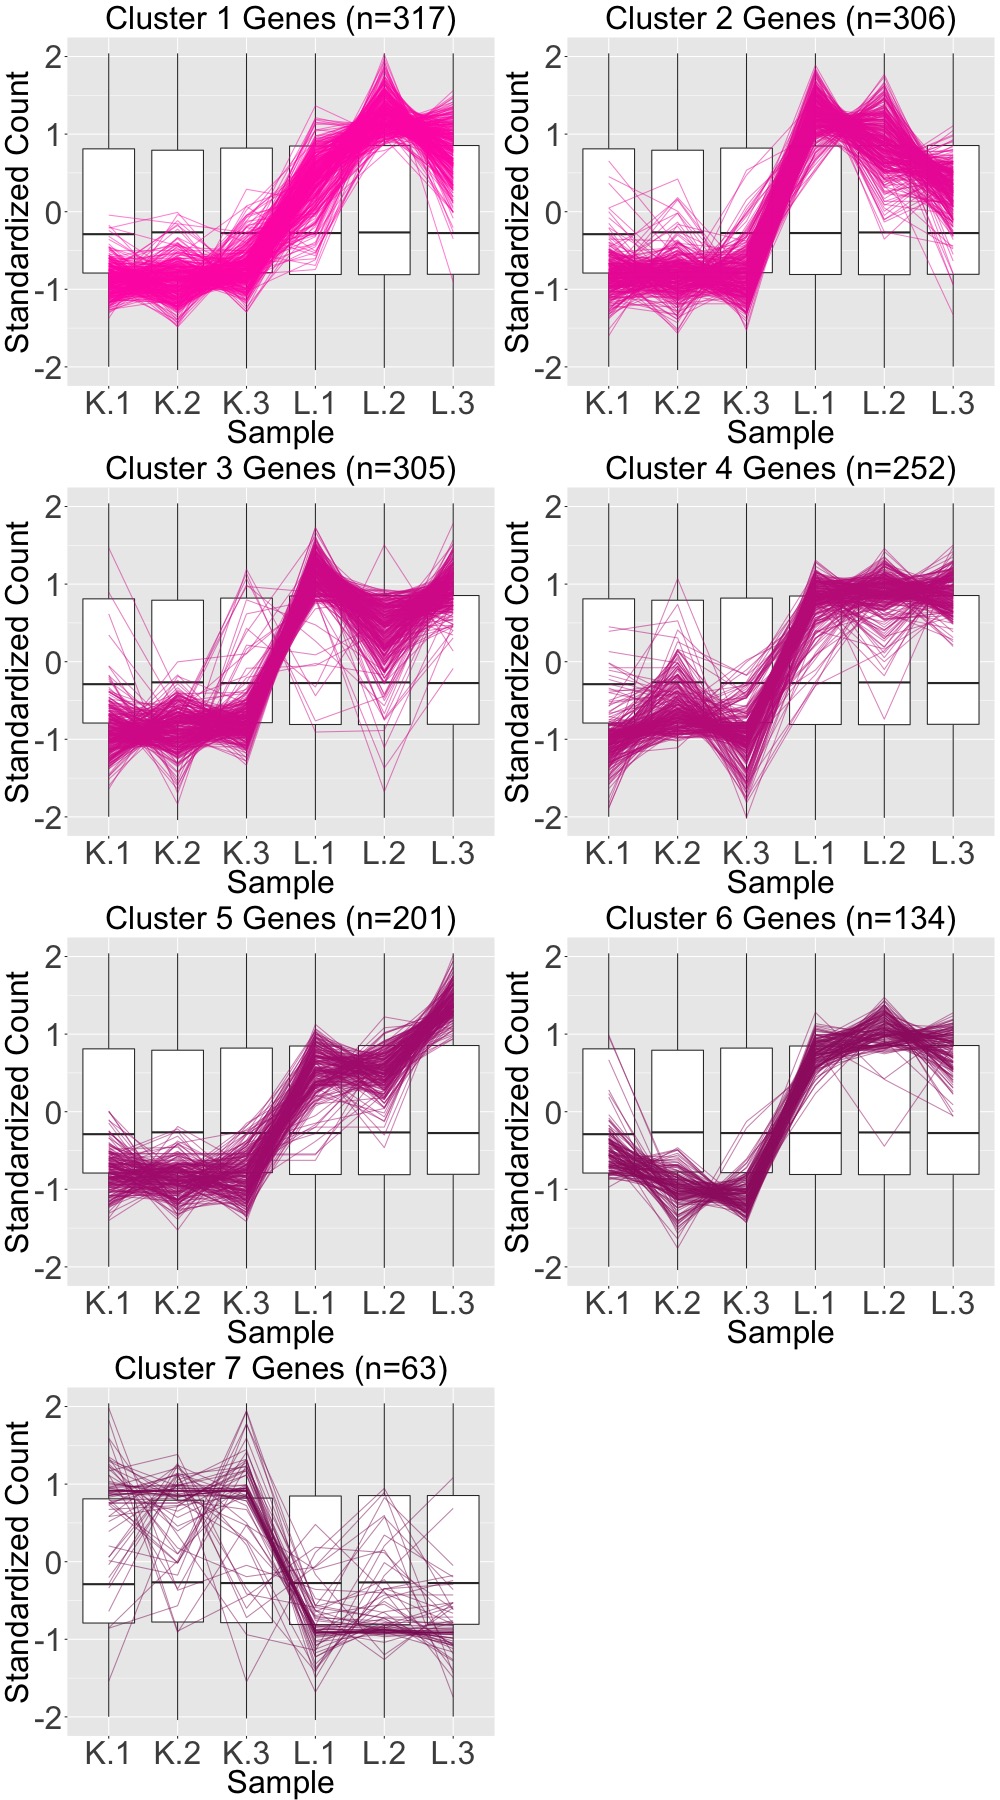 Cluster 1 Genes (n=317)
Standardized Count
2
1
0
-1
-2
K.1 K.2 K.3 L.1 L.2 L.3
Sample
Cluster 2 Genes (n=306)
Standardized Count
2
1
0
-1
-2
K.1 K.2 K.3 L.1 L.2 L.3
Sample
Cluster 3 Genes (n=305)
Standardized Count
2
1
0
-1
-2
K.1 K.2 K.3 L.1 L.2 L.3
Sample
Cluster 4 Genes (n=252)
Standardized Count
2
1
0
-1
-2
K.1 K.2 K.3 L.1 L.2 L.3
Sample
Cluster 5 Genes (n=201)
Standardized Count
2
1
0
-1
-2
K.1 K.2 K.3 L.1 L.2 L.3
Sample
Cluster 6 Genes (n=134)
Standardized Count
2
1
0
-1
-2
K.1 K.2 K.3 L.1 L.2 L.3
Sample
Cluster 7 Genes (n=63)
Standardized Count
2
1
0
-1
-2
K.1 K.2 K.3 L.1 L.2 L.3
Sample